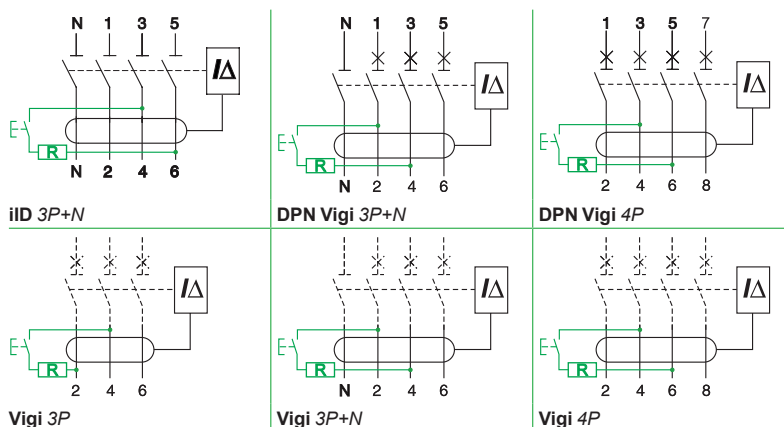 N 1 3 5
IΔ
R
N 2 4 6
iID 3P+N
N 1 3 5
IΔ
R
N 2 4 6
DPN Vigi 3P+N
1 3 5 7
IΔ
R
2 4 6 8
DPN Vigi 4P
IΔ
R
2 4 6
Vigi 3P
IΔ
R
N 2 4 6
Vigi 3P+N
IΔ
R
2 4 6 8
Vigi 4P